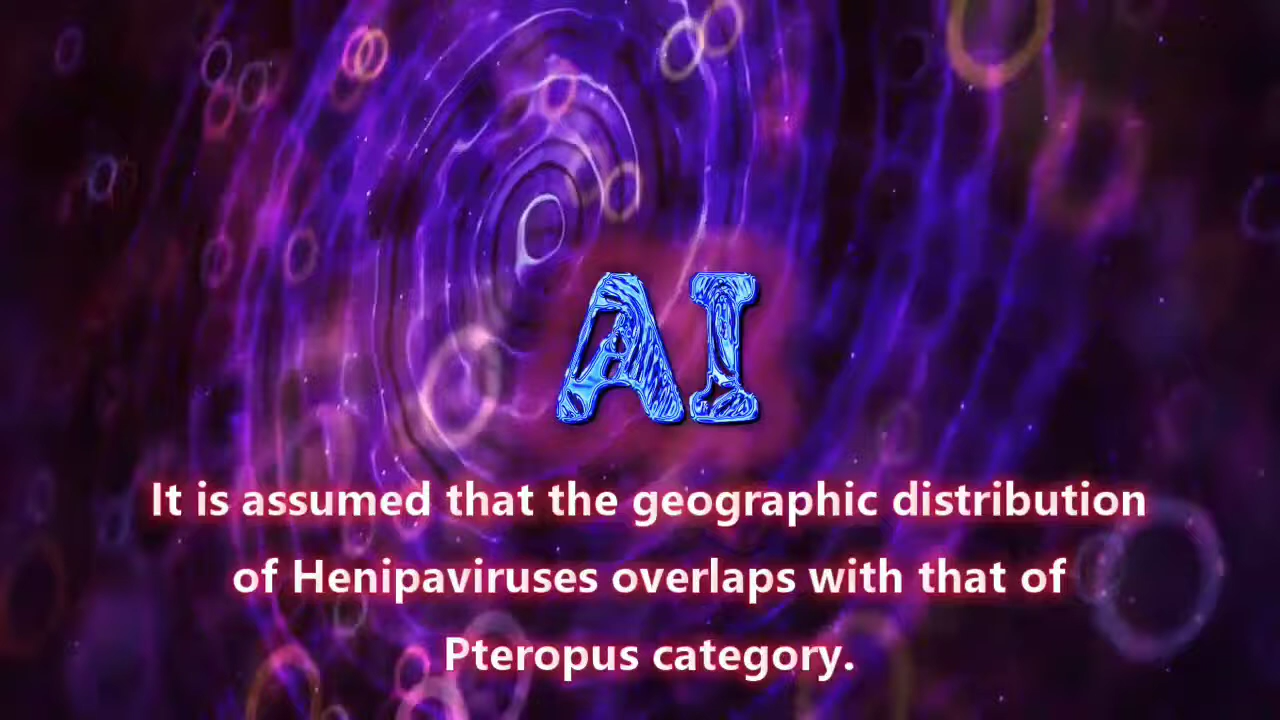 AI
It is assumed that the geographic distribution
of Henipaviruses overlaps with that of
Pteropus category.